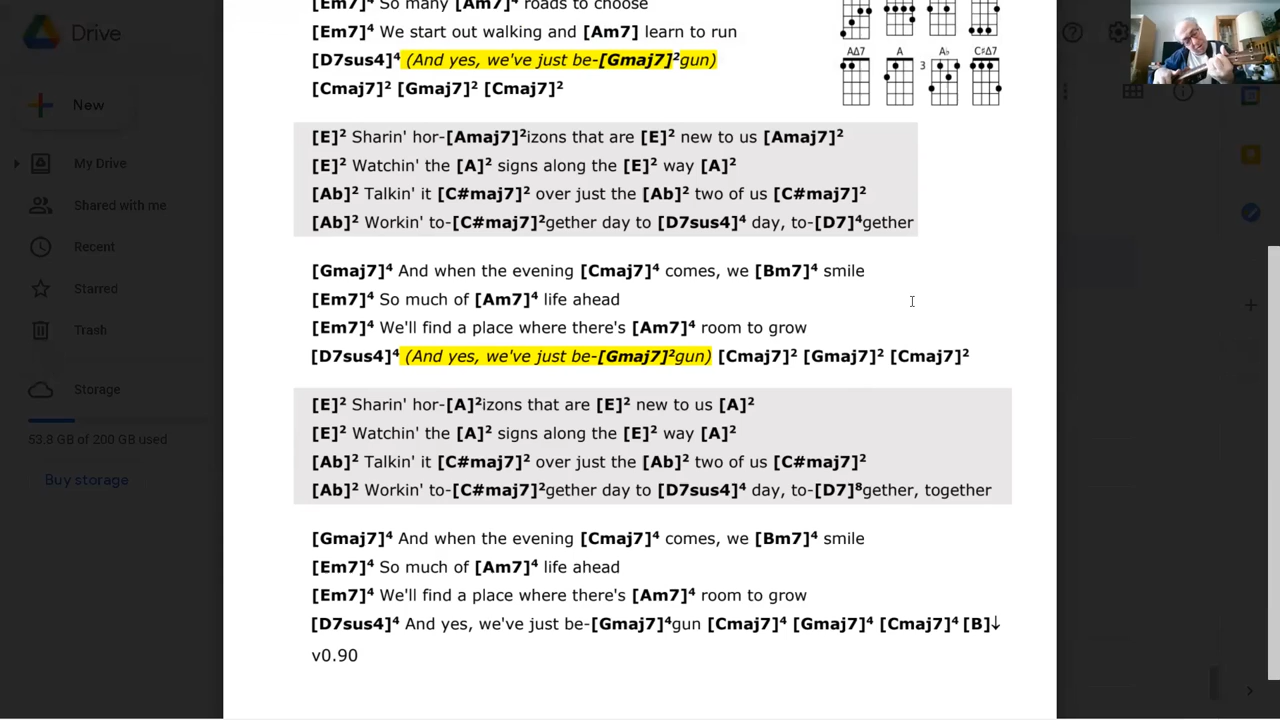 Drive
New
My Drive
Shared with me
Recent
Starred
Trash
Storage
53.8 GB of 200 GB used
Buy storage
[Em7]⁴ So many [Am7]⁴ roads to choose
[Em7]⁴ We start out walking and [Am7] learn to run
[D7sus4]⁴ (And yes, we've just be-[Gmaj7]²gun)
[Cmaj7]² [Gmaj7]² [Cmaj7]²
A∆7 A A♭ C♯∆7
3
[E]² Sharin' hor-[Amaj7]²izons that are [E]² new to us [Amaj7]²
[E]² Watchin' the [A]² signs along the [E]² way [A]²
[Ab]² Talkin' it [C#maj7]² over just the [Ab]² two of us [C#maj7]²
[Ab]² Workin' to-[C#maj7]²gether day to [D7sus4]⁴ day, to-[D7]⁴gether
[Gmaj7]⁴ And when the evening [Cmaj7]⁴ comes, we [Bm7]⁴ smile
[Em7]⁴ So much of [Am7]⁴ life ahead
[Em7]⁴ We'll find a place where there's [Am7]⁴ room to grow
[D7sus4]⁴ (And yes, we've just be-[Gmaj7]²gun) [Cmaj7]² [Gmaj7]² [Cmaj7]²
[E]² Sharin' hor-[A]²izons that are [E]² new to us [A]²
[E]² Watchin' the [A]² signs along the [E]² way [A]²
[Ab]² Talkin' it [C#maj7]² over just the [Ab]² two of us [C#maj7]²
[Ab]² Workin' to-[C#maj7]²gether day to [D7sus4]⁴ day, to-[D7]⁸gether, together
[Gmaj7]⁴ And when the evening [Cmaj7]⁴ comes, we [Bm7]⁴ smile
[Em7]⁴ So much of [Am7]⁴ life ahead
[Em7]⁴ We'll find a place where there's [Am7]⁴ room to grow
[D7sus4]⁴ And yes, we've just be-[Gmaj7]⁴gun [Cmaj7]⁴ [Gmaj7]⁴ [Cmaj7]⁴ [B]↓
v0.90